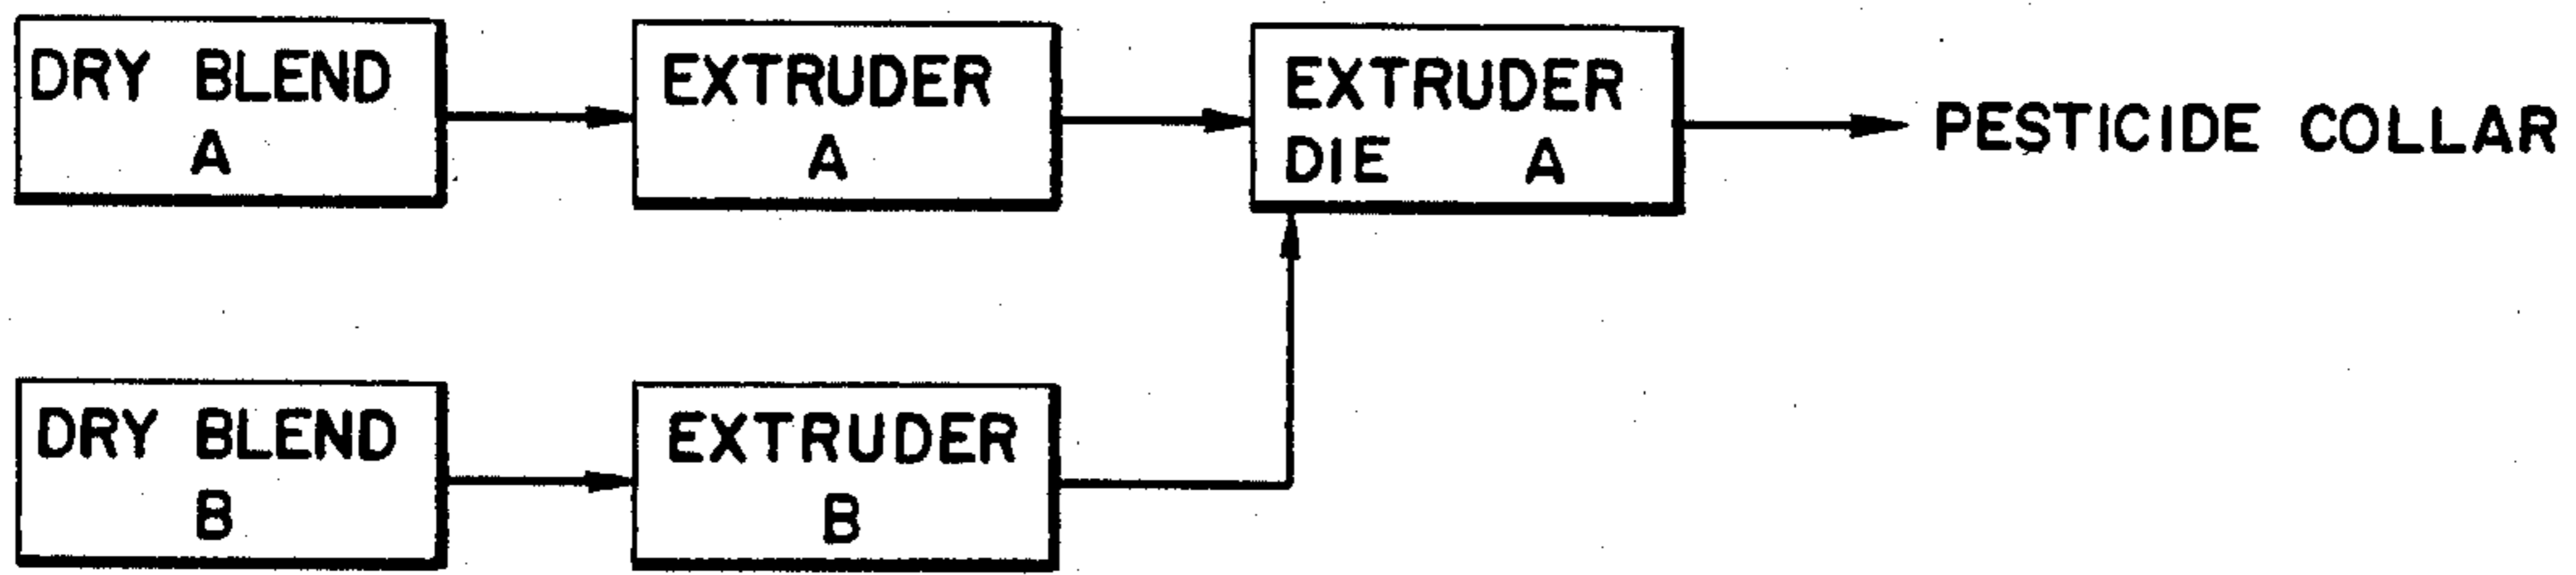 DRY BLEND
A
EXTRUDER
A
EXTRUDER
DIE A
PESTICIDE COLLAR
DRY BLEND
B
EXTRUDER
B